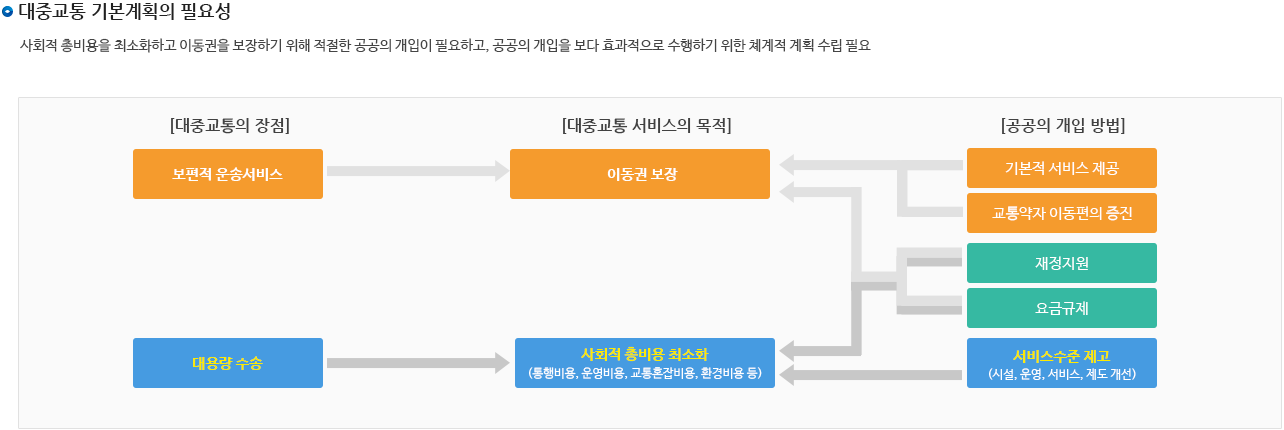 대중교통 기본계획의 필요성
사회적 총비용을 최소화하고 이동권을 보장하기 위해 적절한 공공의 개입이 필요하고, 공공의 개입을 보다 효과적으로 수행하기 위한 체계적 계획 수립 필요
[대중교통의 장점]
[대중교통 서비스의 목적]
[공공의 개입 방법]
보편적 운송서비스
이동권 보장
기본적 서비스 제공
교통약자 이동편의 증진
재정지원
요금규제
대용량 수송
사회적 총비용 최소화
(통행비용, 운영비용, 교통혼잡비용, 환경비용 등)
서비스수준 제고
(시설, 운영, 서비스, 제도 개선)